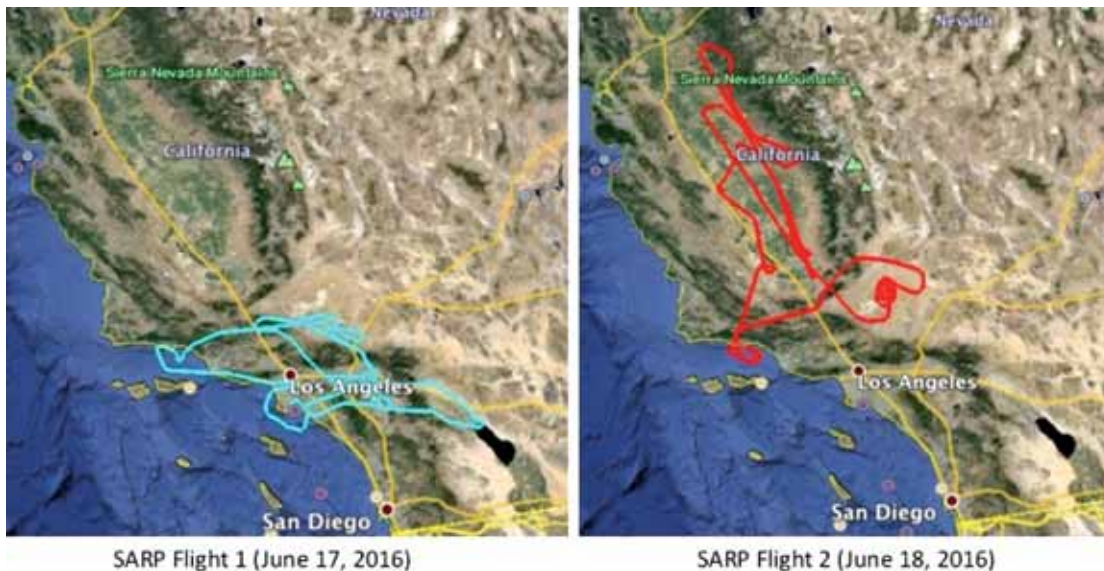 Nevada
Sierra Nevada Mountains
California
Los Angeles
San Diego
SARP Flight 1 (June 17, 2016)
Nevada
Sierra Nevada Mountains
California
Los Angeles
San Diego
SARP Flight 2 (June 18, 2016)